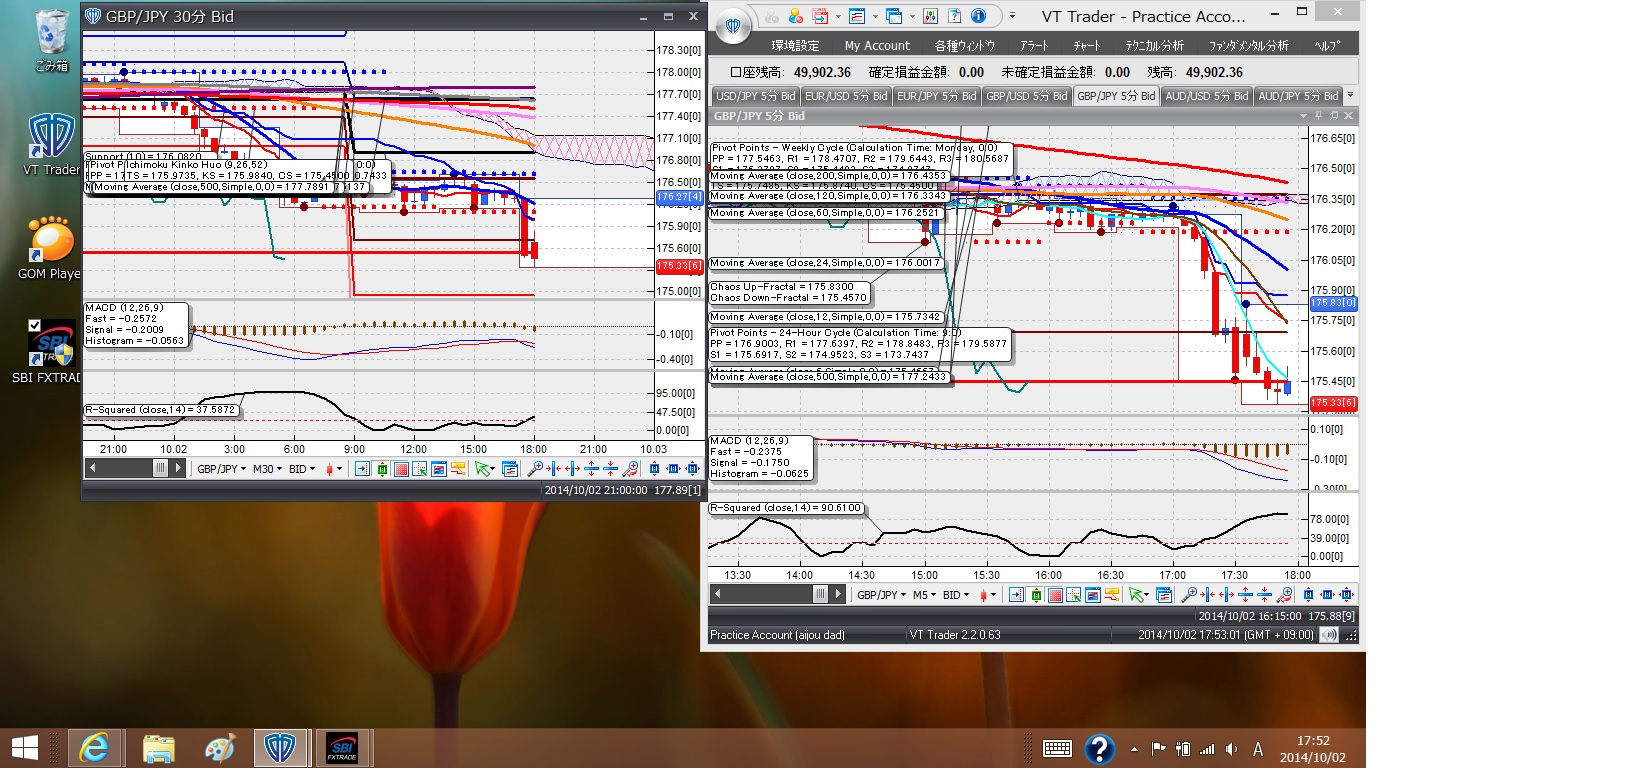 ごみ箱
VT Trader
GOM Playe
SBI FXTRAD
GBP/JPY 30分 Bid
178.30[0]
178.00[0]
177.70[0]
177.40[0]
177.10[0]
176.80[0]
176.50[0]
176.27[4]
175.90[0]
175.60[0]
175.33[6]
175.00[0]
Support (10) = 176.0820
Ichimoku Kinko Huo (9,26,52)
TS = 175.9735, KS = 175.9840, CS = 175.4500
Moving Average (close,500,Simple,0,0) = 177.7891
MACD (12,26,9)
Fast = -0.2572
Signal = -0.2009
Histogram = -0.0563
-0.10[0]
-0.40[0]
R-Squared (close,14) = 37.5872
95.00[0]
47.50[0]
0.00[0]
21:00 10.02 3:00 6:00 9:00 12:00 15:00 18:00 21:00 10.03
GBP/JPY M30 BID
2014/10/02 21:00:00 177.89[1]
VT Trader - Practice Acco...
環境設定 My Account 各種ウィンドウ アラート チャート テクニカル分析 ファンダメンタル分析 ヘルプ
口座残高: 49,902.36 確定損益金額: 0.00 未確定損益金額: 0.00 残高: 49,902.36
USD/JPY 5分 Bid EUR/USD 5分 Bid EUR/JPY 5分 Bid GBP/USD 5分 Bid GBP/JPY 5分 Bid AUD/USD 5分 Bid AUD/JPY 5分 Bid
GBP/JPY 5分 Bid
176.65[0]
176.50[0]
176.35[0]
176.20[0]
176.05[0]
175.90[0]
175.83[0]
175.75[0]
175.60[0]
175.45[0]
175.33[6]
Pivot Points - Weekly Cycle (Calculation Time: Monday, 0:0)
PP = 177.5463, R1 = 178.4707, R2 = 179.6443, R3 = 180.5687
Moving Average (close,200,Simple,0,0) = 176.4353
TS = 175.7485, KS = 175.8740, CS = 175.4500
Moving Average (close,120,Simple,0,0) = 176.3343
Moving Average (close,60,Simple,0,0) = 176.2521
Moving Average (close,24,Simple,0,0) = 176.0017
Chaos Up-Fractal = 175.8300
Chaos Down-Fractal = 175.4570
Moving Average (close,12,Simple,0,0) = 175.7342
Pivot Points - 24-Hour Cycle (Calculation Time: 9:0)
PP = 176.9003, R1 = 177.6397, R2 = 178.8483, R3 = 179.5877
S1 = 175.6917, S2 = 174.9523, S3 = 173.7437
Moving Average (close,500,Simple,0,0) = 177.2433
MACD (12,26,9)
Fast = -0.2375
Signal = -0.1750
Histogram = -0.0625
0.10[0]
-0.10[0]
-0.30[0]
R-Squared (close,14) = 90.6100
78.00[0]
39.00[0]
0.00[0]
13:30 14:00 14:30 15:00 15:30 16:00 16:30 17:00 17:30 18:00
GBP/JPY M5 BID
2014/10/02 16:15:00 175.88[9]
Practice Account (aijou dad) VT Trader 2.2.0.63 2014/10/02 17:53:01 (GMT + 09:00)
SBI
FXTRADE
A
17:52
2014/10/02